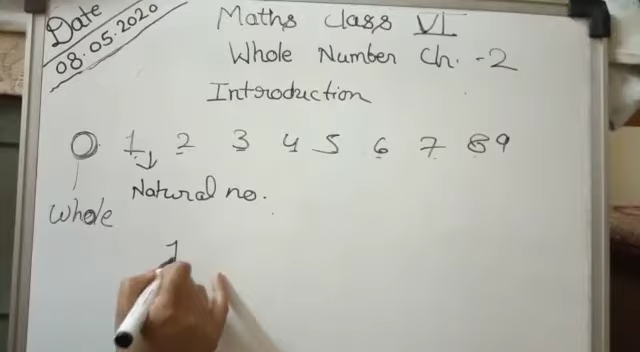 Date
08.05.2020
Maths Class VI
Whole Number Ch. -2
Introduction
0 1 2 3 4 5 6 7 8 9
Natural no.
Whole
1